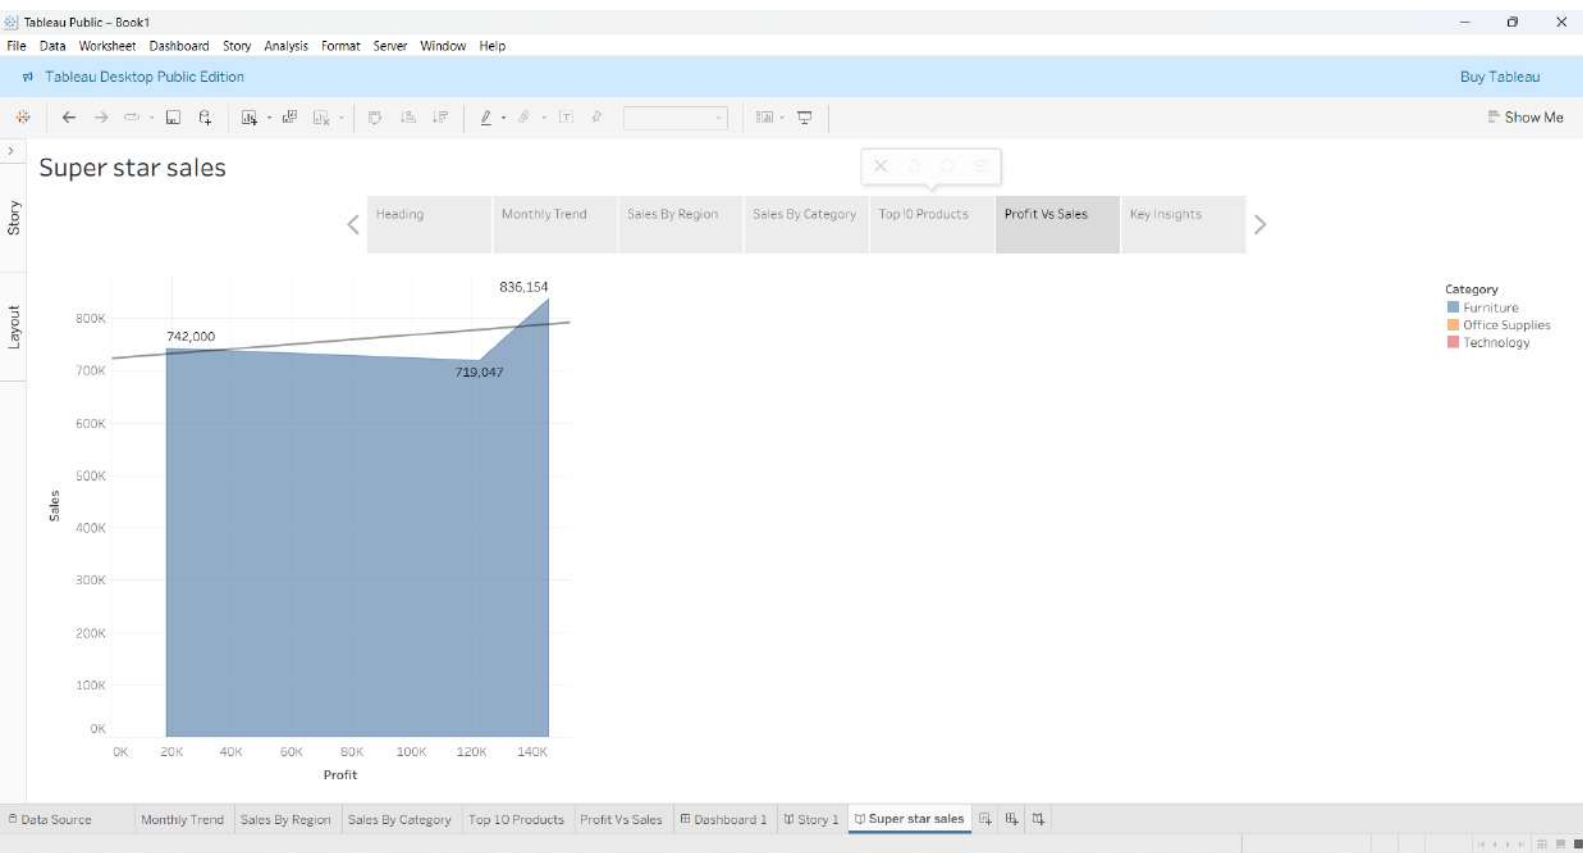 Tableau Public – Book1
File Data Worksheet Dashboard Story Analysis Format Server Window Help
Tableau Desktop Public Edition Buy Tableau
Show Me
Super star sales
Story
Layout
Heading Monthly Trend Sales By Region Sales By Category Top 10 Products Profit Vs Sales Key Insights
836,154
742,000
719,047
800K
700K
600K
500K
400K
300K
200K
100K
0K
Sales
0K 20K 40K 60K 80K 100K 120K 140K
Profit
Category
Furniture
Office Supplies
Technology
Data Source Monthly Trend Sales By Region Sales By Category Top 10 Products Profit Vs Sales Dashboard 1 Story 1 Super star sales